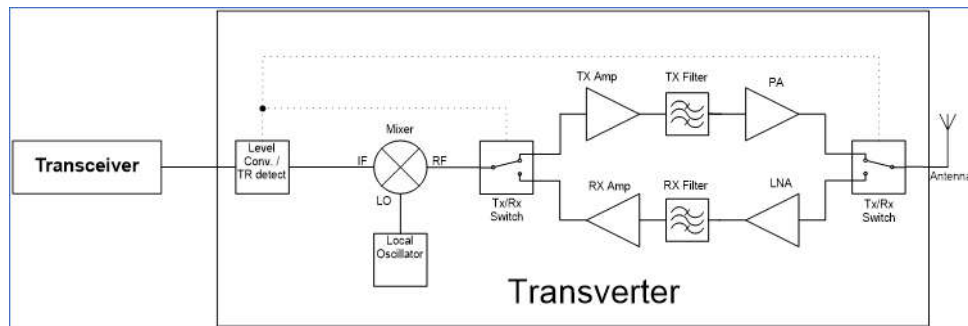 Transceiver
Level
Conv. /
TR detect
IF
Mixer
RF
LO
Local
Oscillator
Tx/Rx
Switch
TX Amp
TX Filter
PA
RX Amp
RX Filter
LNA
Tx/Rx
Switch
Antenna
Transverter